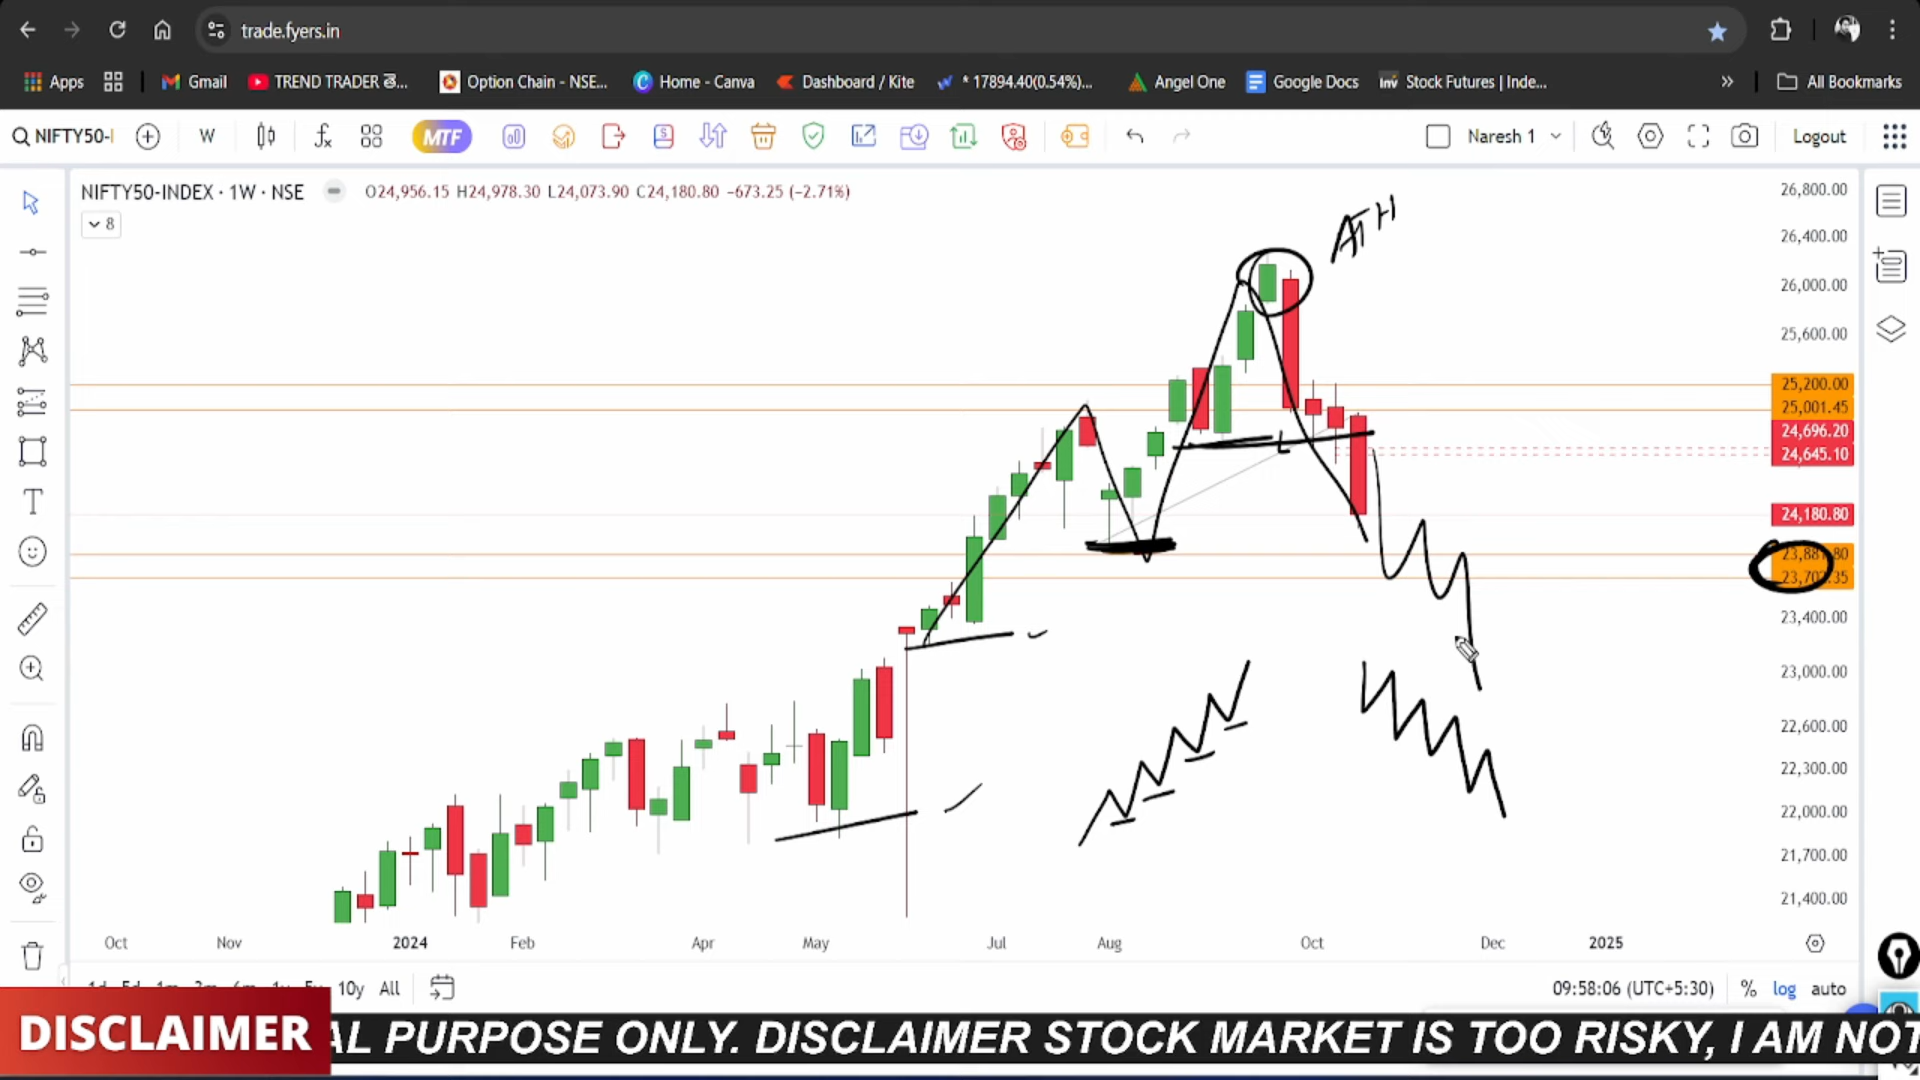 trade.fyers.in
Apps Gmail TREND TRADER Option Chain - NSE... Home - Canva Dashboard / Kite * 17894.40(0.54%)... Angel One Google Docs Inv Stock Futures | Inde... » All Bookmarks
NIFTY50-I W MTF Naresh 1 Logout
NIFTY50-INDEX · 1W · NSE O24,956.15 H24,978.30 L24,073.90 C24,180.80 −673.25 (−2.71%)
8
ATH
L
26,800.00
26,400.00
26,000.00
25,600.00
25,200.00
25,001.45
24,696.20
24,645.10
24,180.80
23,881.80
23,702.35
23,400.00
23,000.00
22,600.00
22,300.00
22,000.00
21,700.00
21,400.00
Oct Nov 2024 Feb Apr May Jul Aug Oct Dec 2025
10y All 09:58:06 (UTC+5:30) % log auto
DISCLAIMER AL PURPOSE ONLY. DISCLAIMER STOCK MARKET IS TOO RISKY, I AM NOT